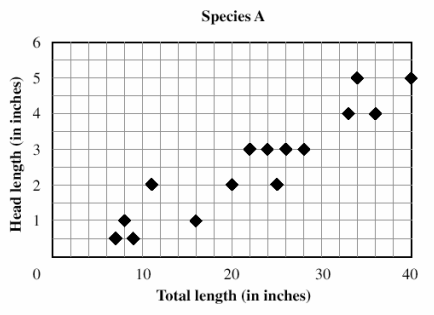 Species A
6
5
4
3
2
1
0 10 20 30 40
Head length (in inches)
Total length (in inches)